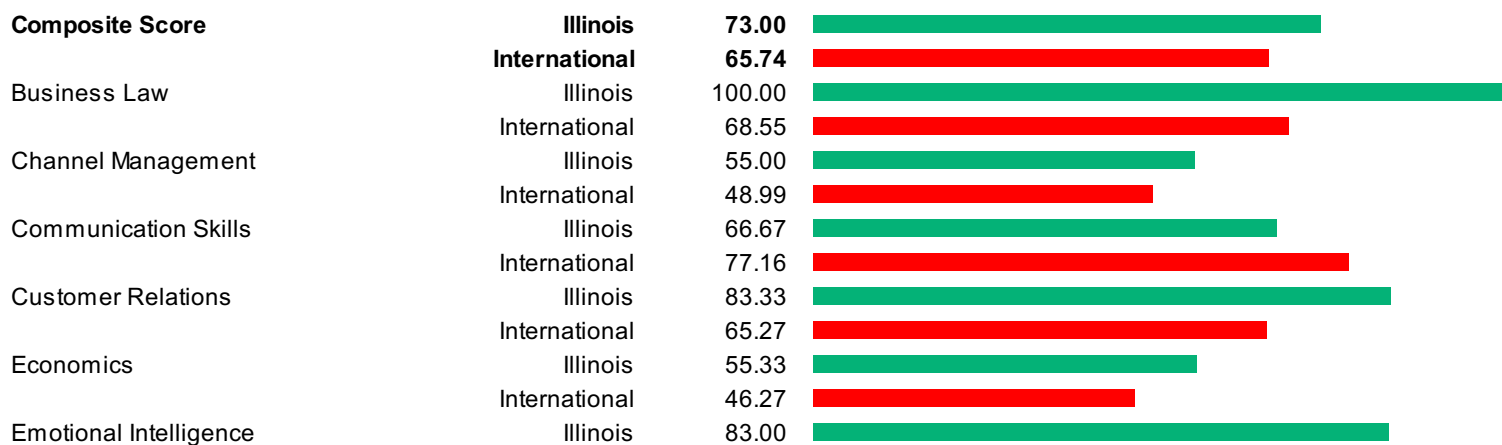 Composite Score Illinois 73.00
International 65.74
Business Law Illinois 100.00
International 68.55
Channel Management Illinois 55.00
International 48.99
Communication Skills Illinois 66.67
International 77.16
Customer Relations Illinois 83.33
International 65.27
Economics Illinois 55.33
International 46.27
Emotional Intelligence Illinois 83.00